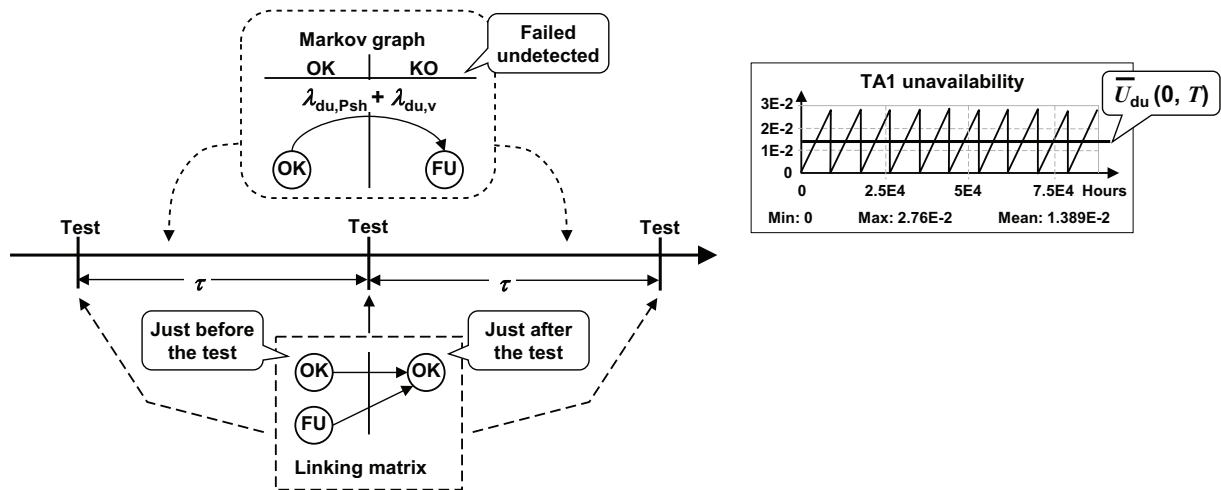 Markov graph
OK KO
λdu,Psh + λdu,v
OK FU
Failed
undetected
Test Test Test
τ τ
Just before
the test
Just after
the test
OK OK
FU
Linking matrix
TA1 unavailability
3E-2
2E-2
1E-2
0
0 2.5E4 5E4 7.5E4 Hours
Min: 0 Max: 2.76E-2 Mean: 1.389E-2
U̅du (0, T)